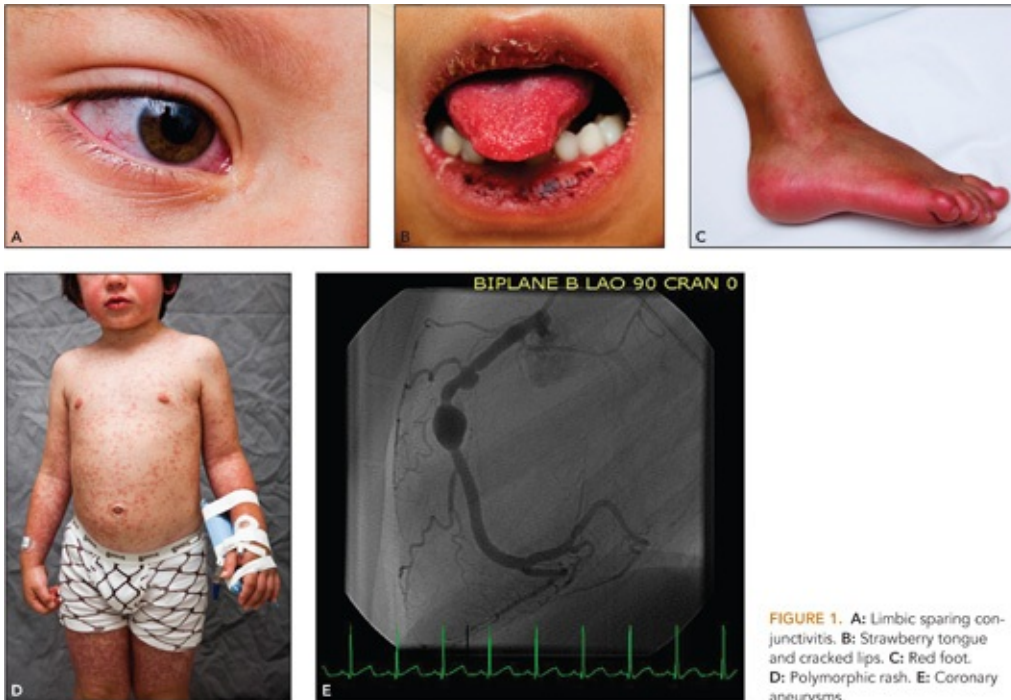 A
B
C
BIPLANE B LAO 90 CRAN 0
D
E
FIGURE 1. A: Limbic sparing con-
junctivitis. B: Strawberry tongue
and cracked lips. C: Red foot.
D: Polymorphic rash. E: Coronary
aneurysms.